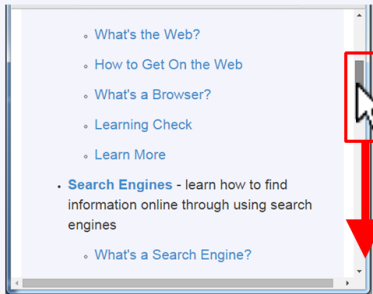 What's the Web?
How to Get On the Web
What's a Browser?
Learning Check
Learn More
Search Engines - learn how to find
information online through using search
engines
What's a Search Engine?